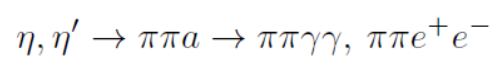 η, η′ → ππa → ππγγ, ππe⁺e⁻